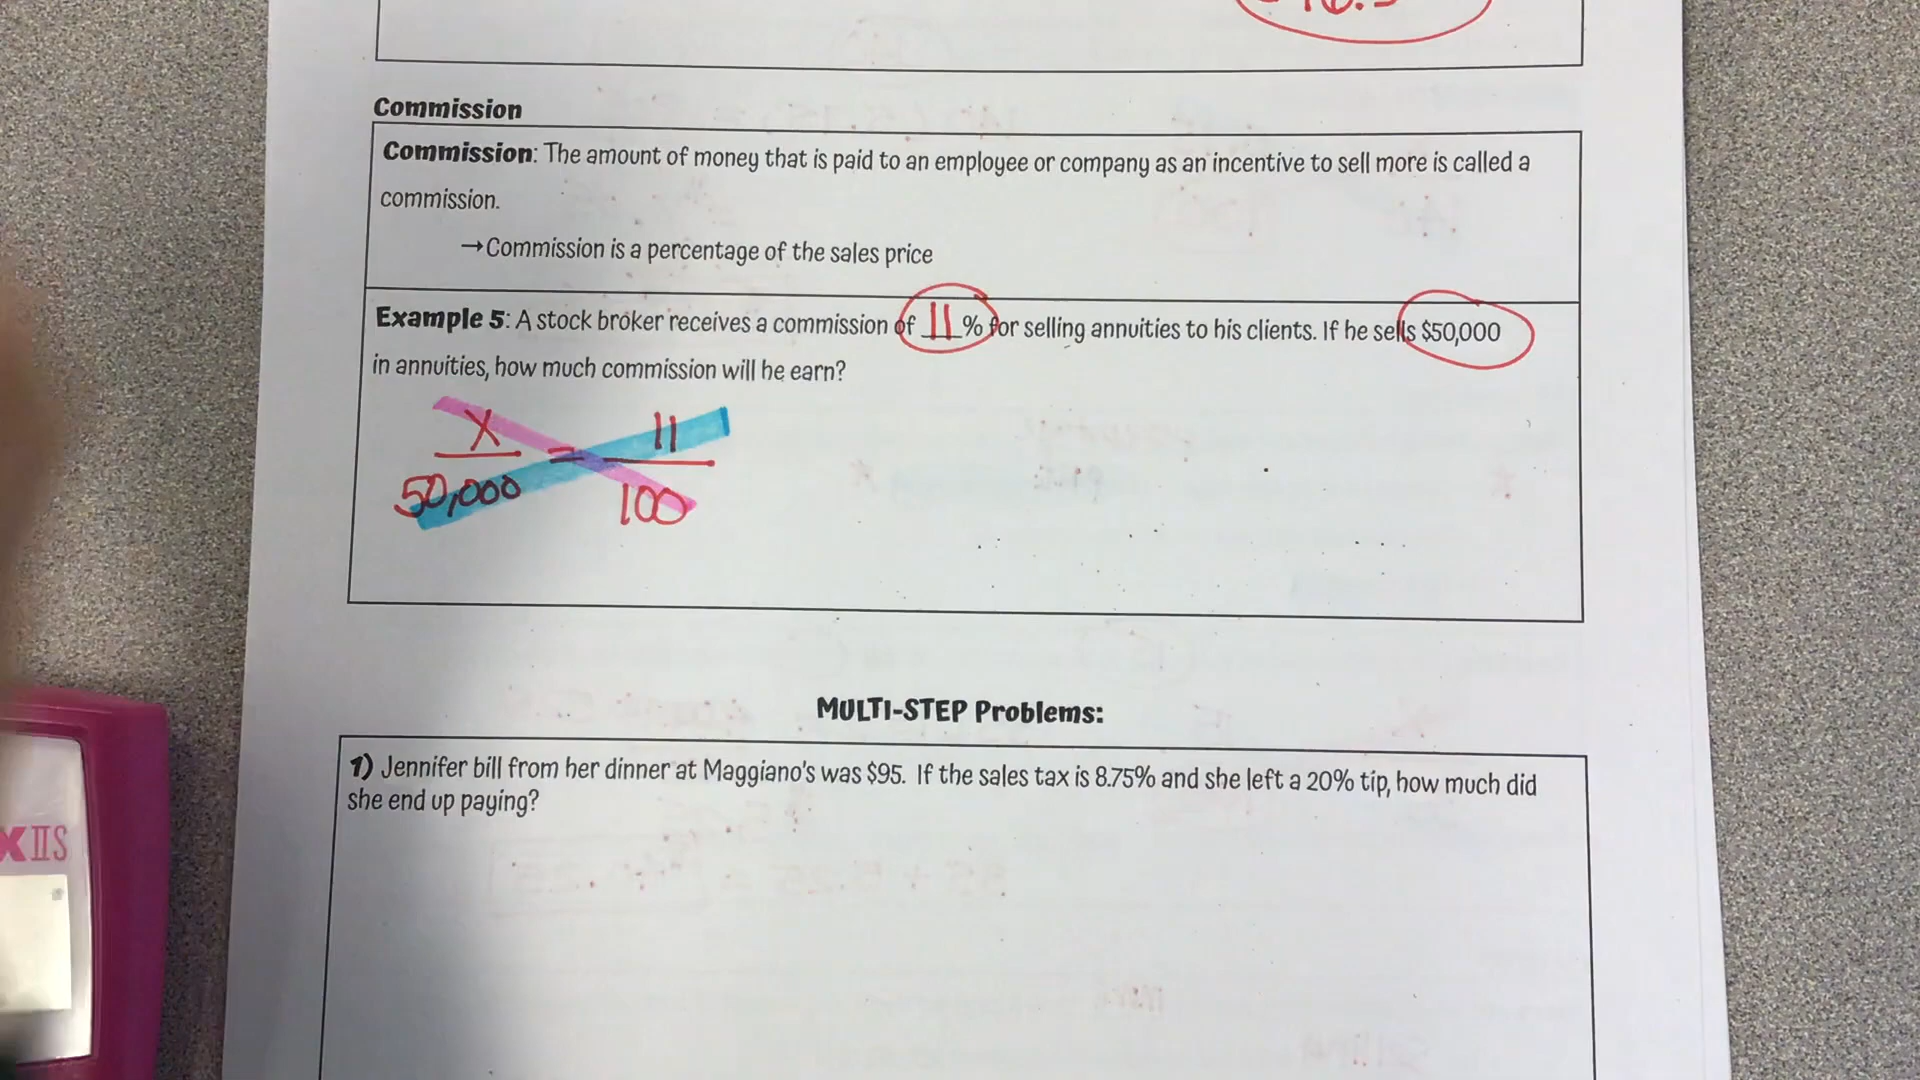 Commission
Commission: The amount of money that is paid to an employee or company as an incentive to sell more is called a
commission.
→Commission is a percentage of the sales price
Example 5: A stock broker receives a commission of 11% for selling annuities to his clients. If he sells $50,000
in annuities, how much commission will he earn?
X = 11
50,000 100
MULTI-STEP Problems:
1) Jennifer bill from her dinner at Maggiano's was $95. If the sales tax is 8.75% and she left a 20% tip, how much did
she end up paying?
XIIS